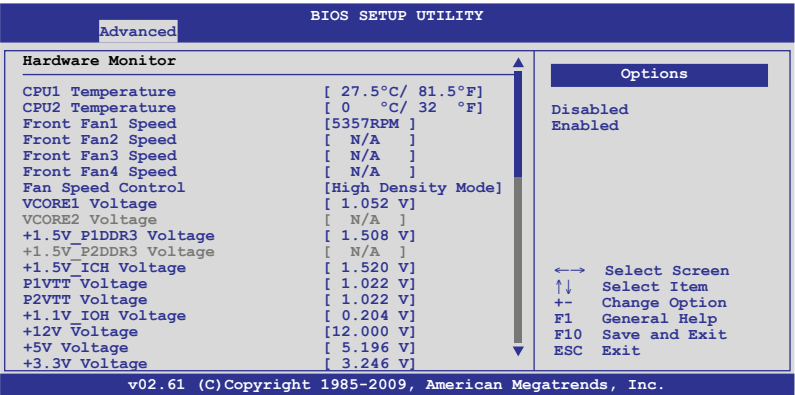 BIOS SETUP UTILITY
Advanced
Hardware Monitor
CPU1 Temperature [ 27.5°C/ 81.5°F]
CPU2 Temperature [ 0 °C/ 32 °F]
Front Fan1 Speed [5357RPM ]
Front Fan2 Speed [ N/A ]
Front Fan3 Speed [ N/A ]
Front Fan4 Speed [ N/A ]
Fan Speed Control [High Density Mode]
VCORE1 Voltage [ 1.052 V]
VCORE2 Voltage [ N/A ]
+1.5V_P1DDR3 Voltage [ 1.508 V]
+1.5V_P2DDR3 Voltage [ N/A ]
+1.5V_ICH Voltage [ 1.520 V]
P1VTT Voltage [ 1.022 V]
P2VTT Voltage [ 1.022 V]
+1.1V_IOH Voltage [ 0.204 V]
+12V Voltage [12.000 V]
+5V Voltage [ 5.196 V]
+3.3V Voltage [ 3.246 V]
Options
Disabled
Enabled
←→ Select Screen
↑↓ Select Item
+- Change Option
F1 General Help
F10 Save and Exit
ESC Exit
v02.61 (C)Copyright 1985-2009, American Megatrends, Inc.